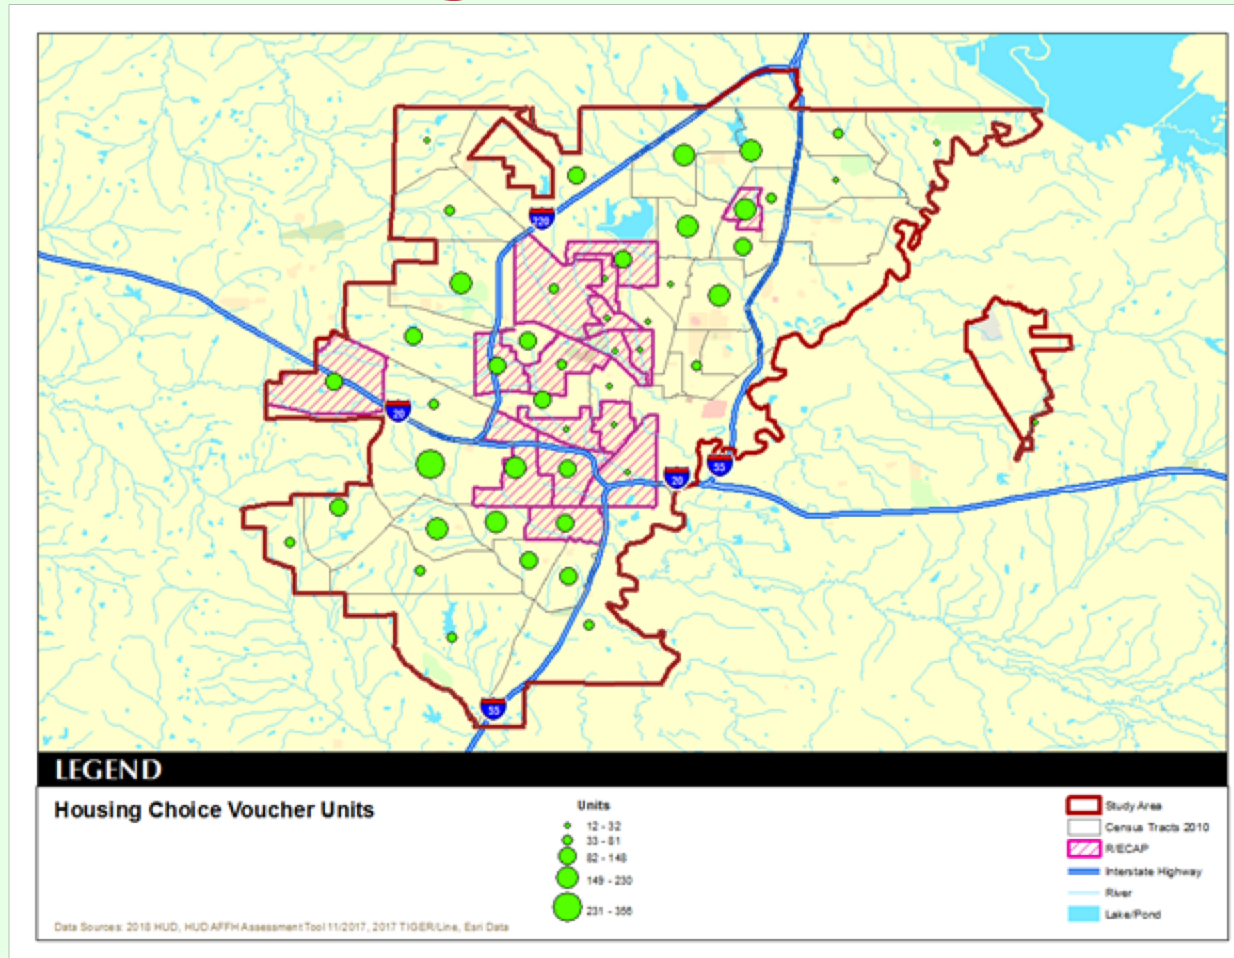 220
20
20
55
55
LEGEND
Housing Choice Voucher Units
Units
12 - 32
33 - 81
82 - 148
149 - 230
231 - 366
Study Area
Census Tracts 2010
R/ECAP
Interstate Highway
River
Lake/Pond
Data Sources: 2018 HUD, HUD AFFH Assessment Tool 11/2017, 2017 TIGER/Line, Esri Data